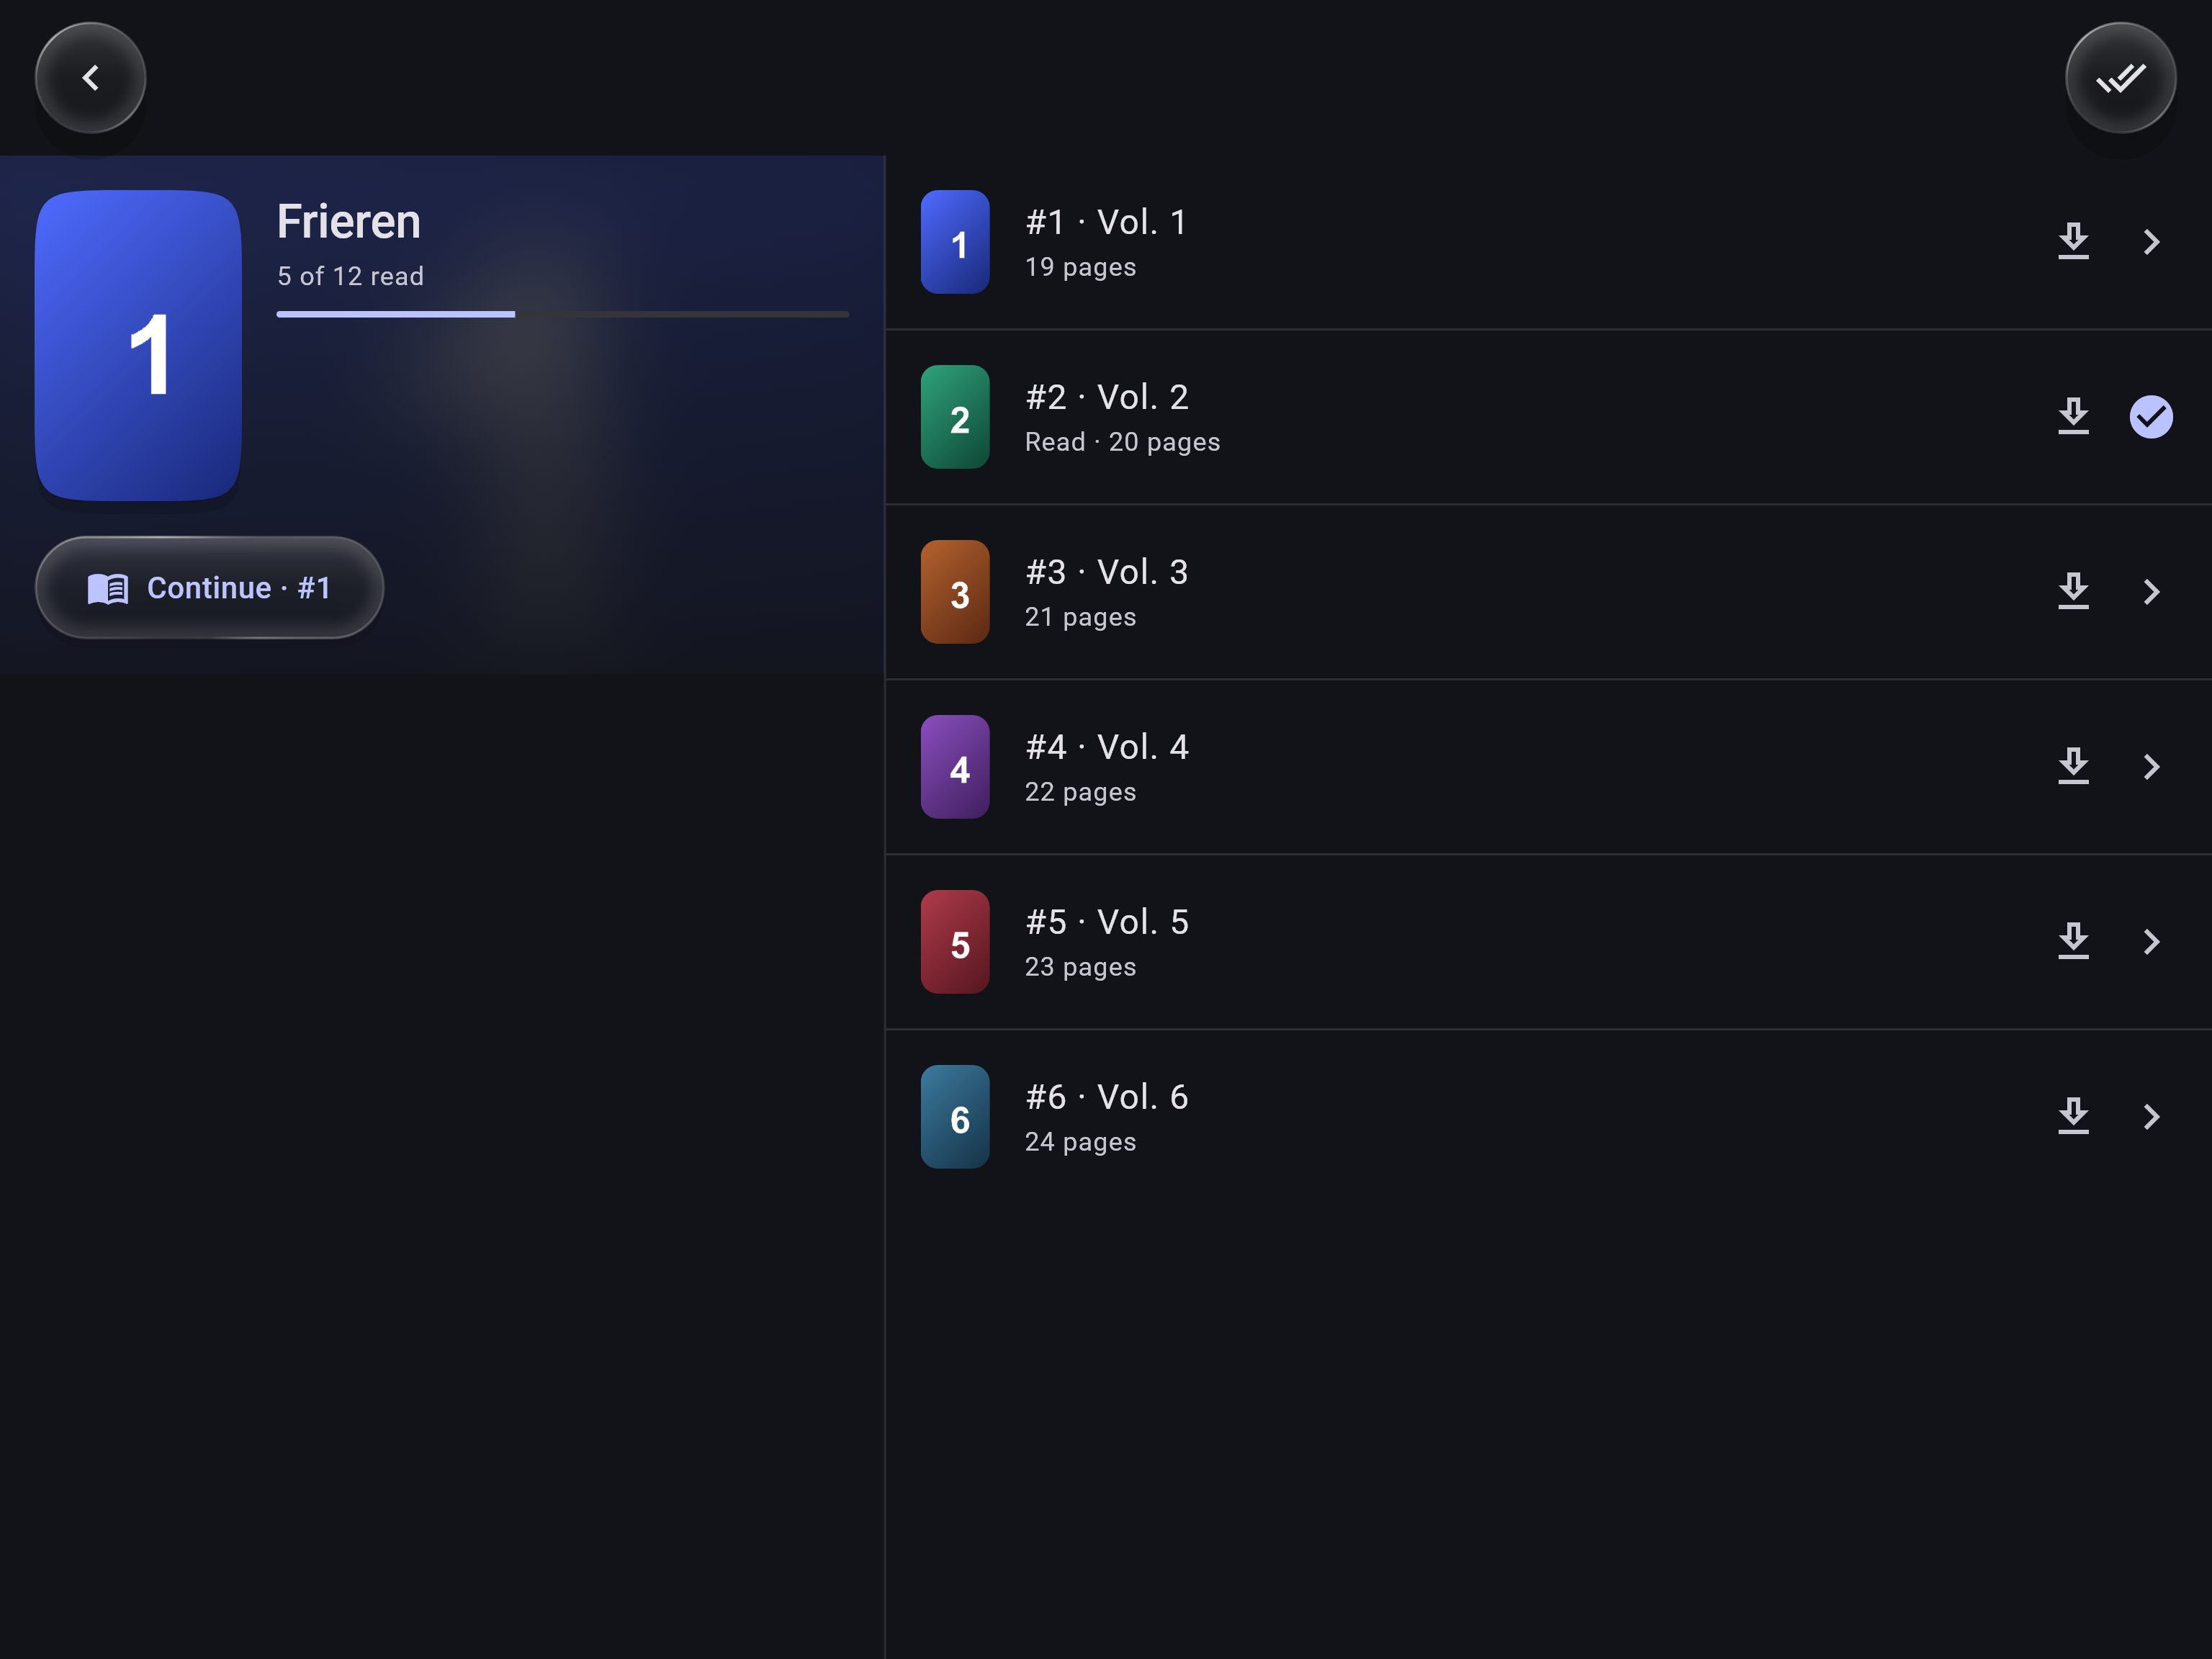 1
Frieren
5 of 12 read
Continue · #1
1
#1 · Vol. 1
19 pages
2
#2 · Vol. 2
Read · 20 pages
3
#3 · Vol. 3
21 pages
4
#4 · Vol. 4
22 pages
5
#5 · Vol. 5
23 pages
6
#6 · Vol. 6
24 pages